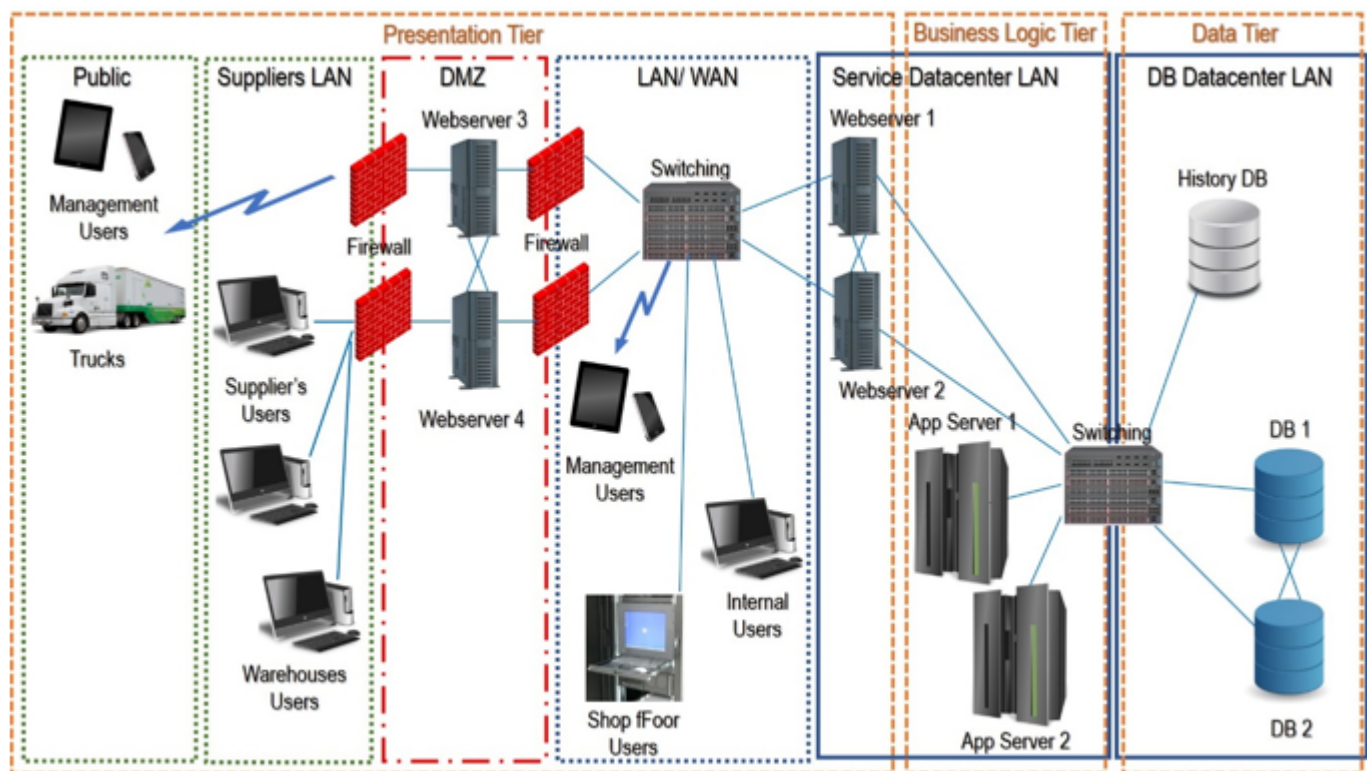 Presentation Tier
Business Logic Tier
Data Tier
Public
Suppliers LAN
DMZ
LAN/ WAN
Service Datacenter LAN
DB Datacenter LAN
Webserver 3
Webserver 1
Switching
History DB
Management
Users
Firewall
Firewall
Trucks
Supplier's
Users
Webserver 4
Webserver 2
App Server 1
Switching
DB 1
Management
Users
Internal
Users
Warehouses
Users
Shop fFoor
Users
App Server 2
DB 2